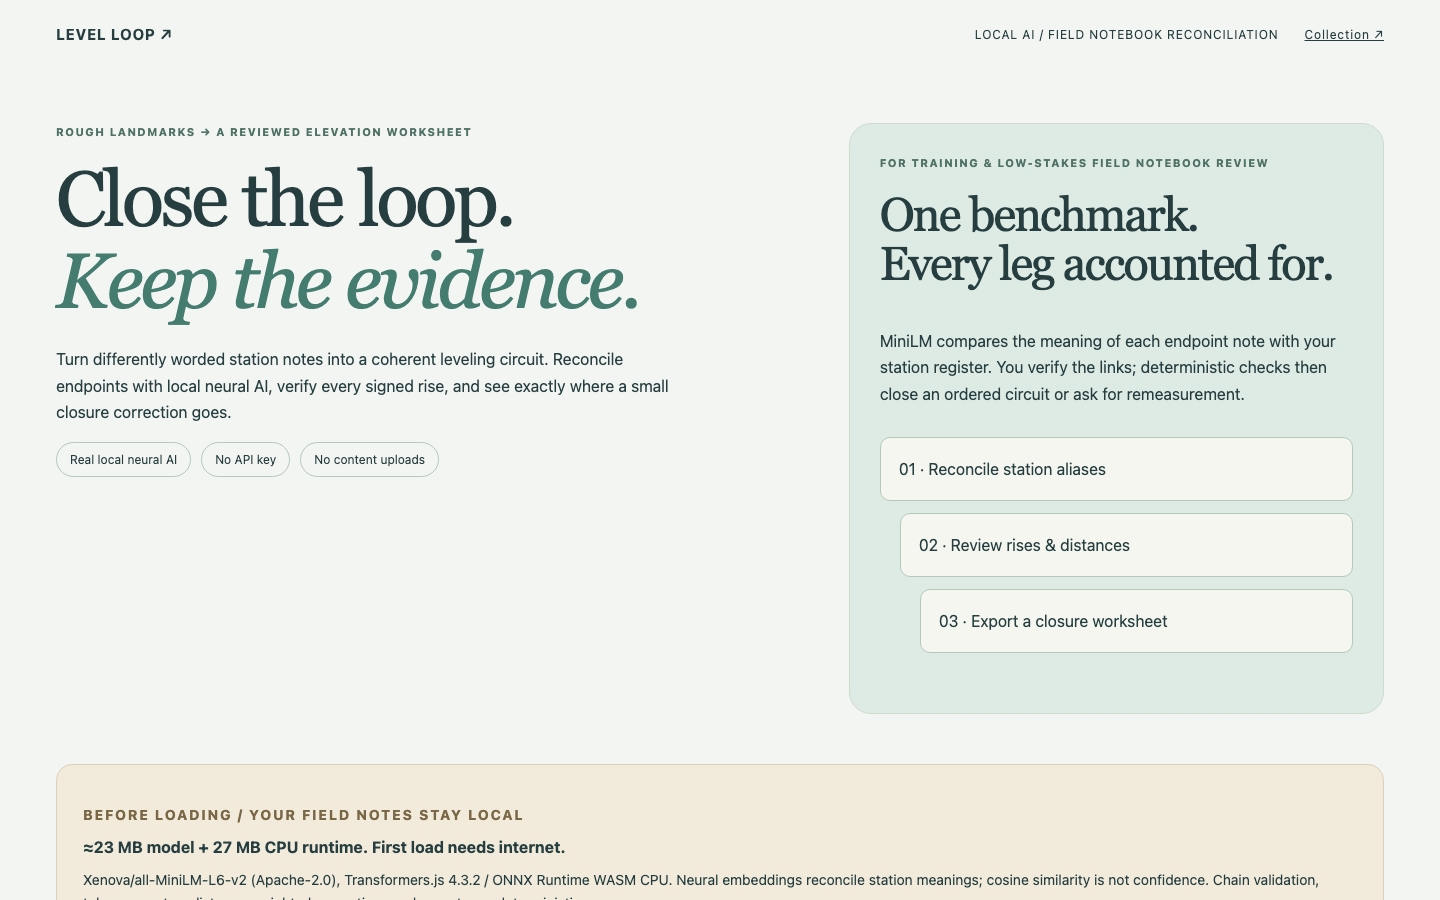 LEVEL LOOP ↗
LOCAL AI / FIELD NOTEBOOK RECONCILIATION
Collection ↗
ROUGH LANDMARKS → A REVIEWED ELEVATION WORKSHEET
Close the loop.
Keep the evidence.
Turn differently worded station notes into a coherent leveling circuit. Reconcile
endpoints with local neural AI, verify every signed rise, and see exactly where a small
closure correction goes.
Real local neural AI
No API key
No content uploads
FOR TRAINING & LOW-STAKES FIELD NOTEBOOK REVIEW
One benchmark.
Every leg accounted for.
MiniLM compares the meaning of each endpoint note with your
station register. You verify the links; deterministic checks then
close an ordered circuit or ask for remeasurement.
01 · Reconcile station aliases
02 · Review rises & distances
03 · Export a closure worksheet
BEFORE LOADING / YOUR FIELD NOTES STAY LOCAL
≈23 MB model + 27 MB CPU runtime. First load needs internet.
Xenova/all-MiniLM-L6-v2 (Apache-2.0), Transformers.js 4.3.2 / ONNX Runtime WASM CPU. Neural embeddings reconcile station meanings; cosine similarity is not confidence. Chain validation,